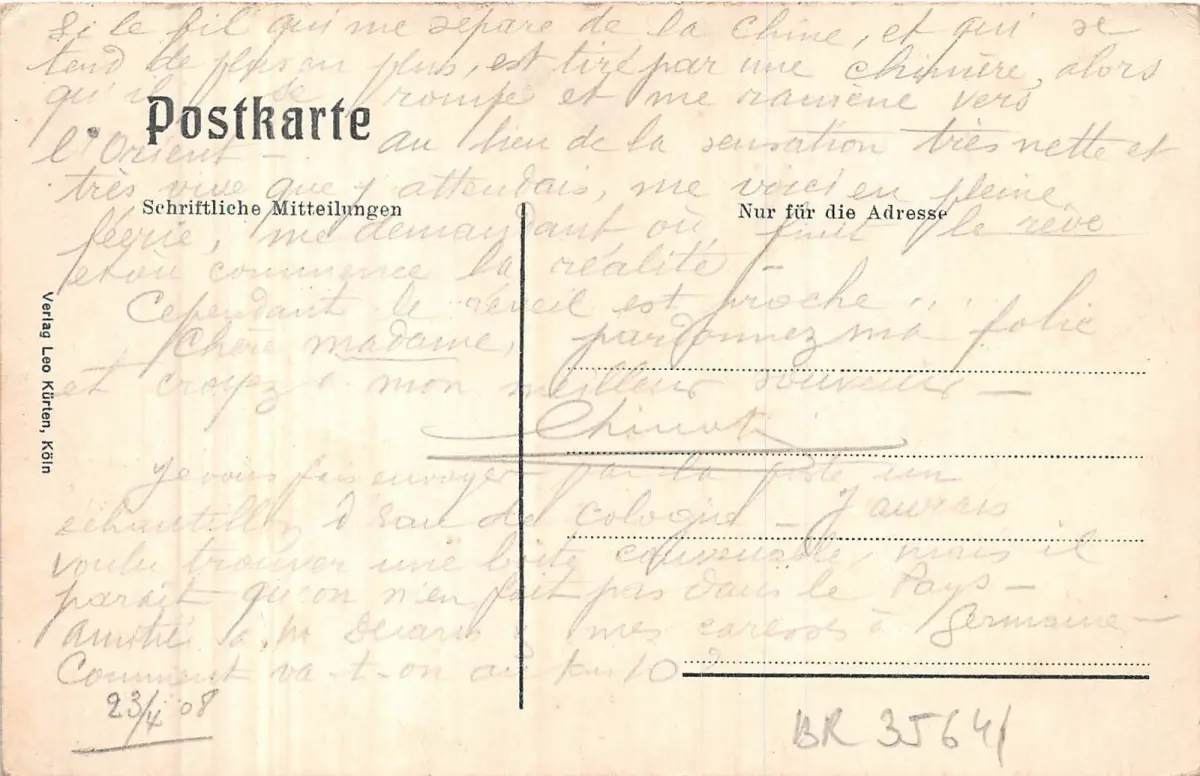 Si le fil qui me sépare de la Chine, et qui se
tend de plus en plus, est tiré par une chimère, alors
qu'il se rompe et me ramène vers
Postkarte
l'Orient - au lieu de la sensation très nette et
très vive que j'attendais, me voici en pleine
Schriftliche Mitteilungen
Nur für die Adresse
me demandant où finit le rêve
et où commence la réalité -
Cependant le réveil est proche ...
Chère madame, pardonnez ma folie
et croyez à mon meilleur souvenir -
Je vous fais envoyer par la poste un
échantillon d'Eau de Cologne - J'aurais
voulu trouver une boîte convenable, mais il
paraît qu'on n'en fait pas dans le Pays -
Amitiés à M. mes caresses à Germaine -
Comment va-t-on au
23/4 08
BR 35641
Verlag Leo Kürten, Köln